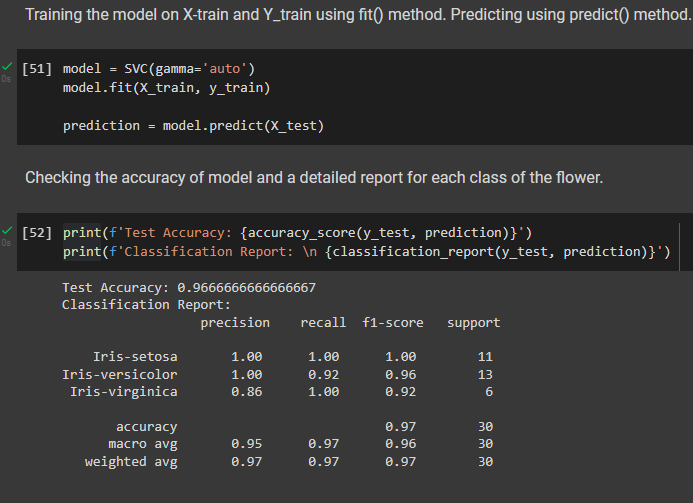 Training the model on X-train and Y_train using fit() method. Predicting using predict() method.
[51] model = SVC(gamma='auto')
model.fit(X_train, y_train)
prediction = model.predict(X_test)
0s
Checking the accuracy of model and a detailed report for each class of the flower.
[52] print(f'Test Accuracy: {accuracy_score(y_test, prediction)}')
print(f'Classification Report: \n {classification_report(y_test, prediction)}')
0s
Test Accuracy: 0.9666666666666667
Classification Report:
precision recall f1-score support
Iris-setosa 1.00 1.00 1.00 11
Iris-versicolor 1.00 0.92 0.96 13
Iris-virginica 0.86 1.00 0.92 6
accuracy 0.97 30
macro avg 0.95 0.97 0.96 30
weighted avg 0.97 0.97 0.97 30